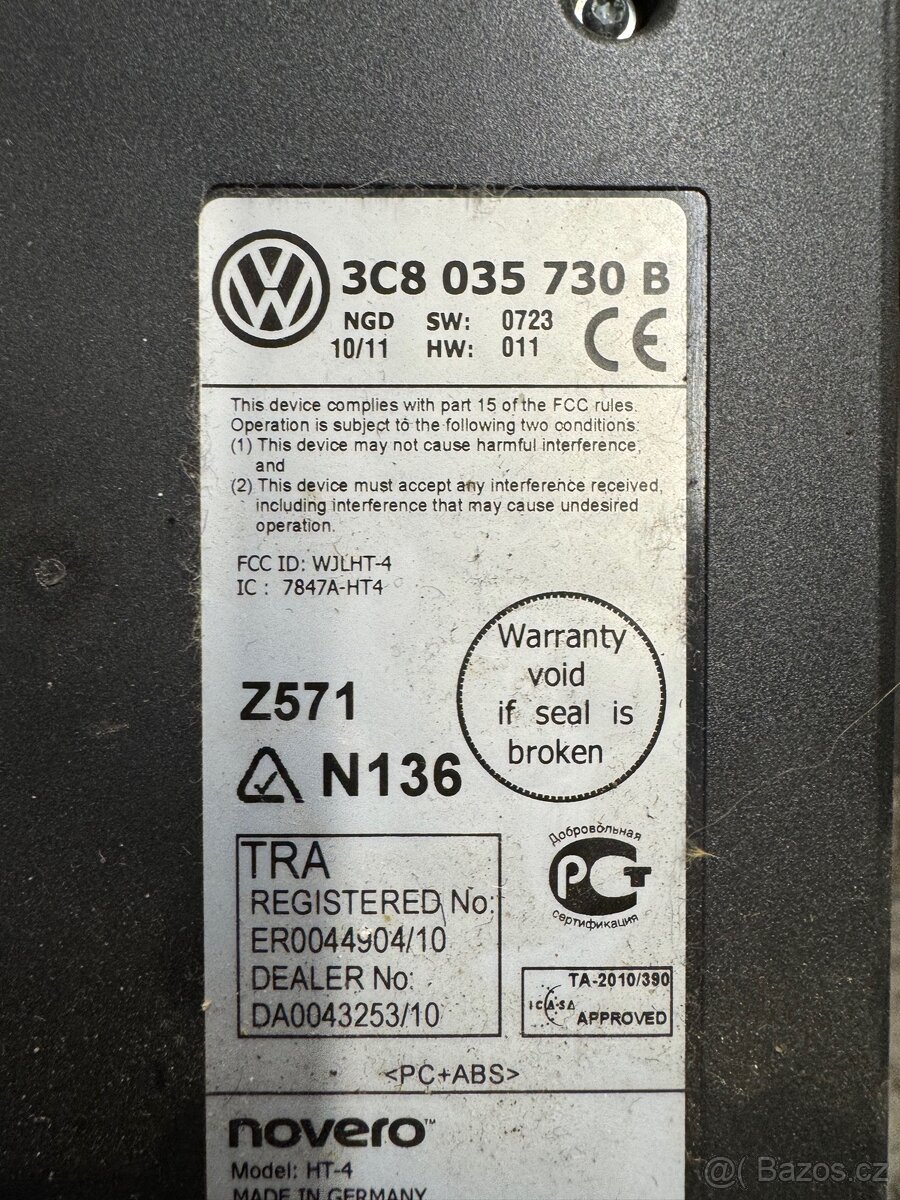 3C8 035 730 B
NGD SW: 0723
10/11 HW: 011
CE
This device complies with part 15 of the FCC rules.
Operation is subject to the following two conditions:
(1) This device may not cause harmful interference,
and
(2) This device must accept any interference received,
including interference that may cause undesired
operation.
FCC ID: WJLHT-4
IC : 7847A-HT4
Warranty
void
if seal is
broken
Z571
N136
TRA
REGISTERED No:
ER0044904/10
DEALER No:
DA0043253/10
Добровольная
РСТ
сертификация
TA-2010/390
ICASA
APPROVED
<PC+ABS>
novero™
Model: HT-4
MADE IN GERMANY
@( Bazos.cz